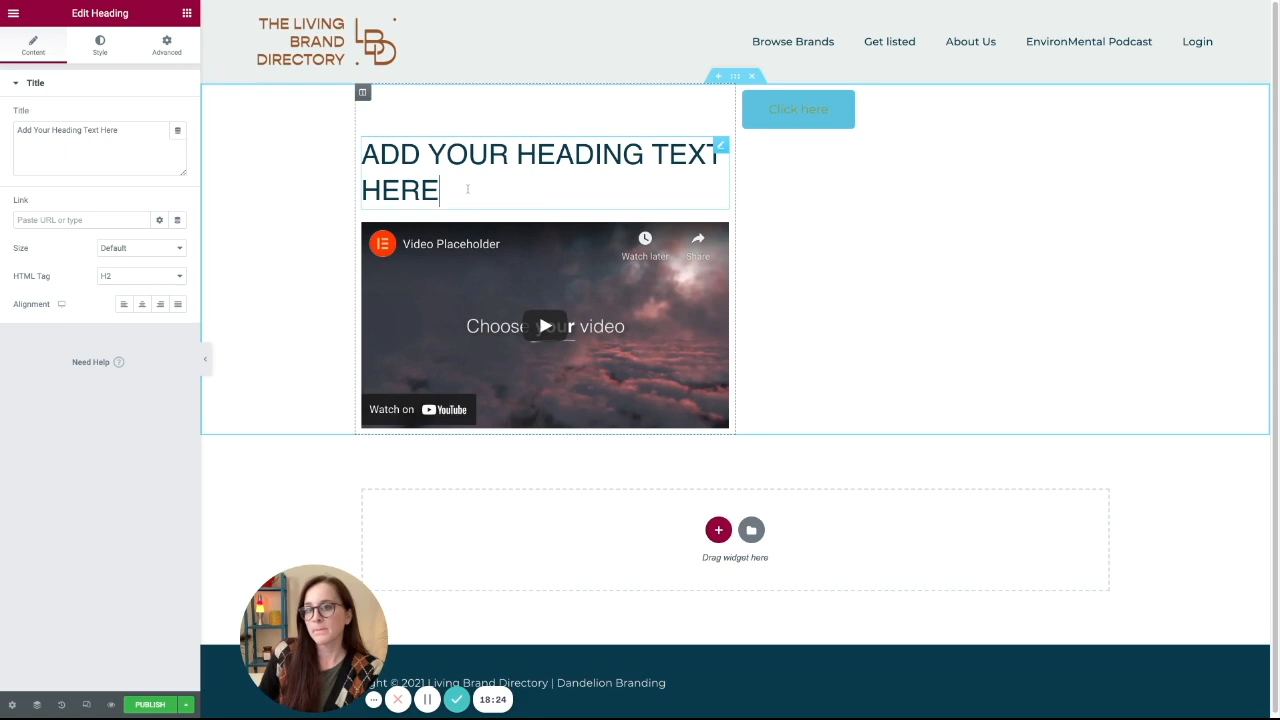 Edit Heading
Content
Style
Advanced
Title
Title
Add Your Heading Text Here
Link
Paste URL or type
Size
Default
HTML Tag
H2
Alignment
Need Help
PUBLISH
THE LIVING
BRAND
DIRECTORY
LBD
Browse Brands
Get listed
About Us
EnvironMental Podcast
Login
Click here
ADD YOUR HEADING TEXT
HERE
Video Placeholder
Watch later
Share
Choose your video
Watch on YouTube
Drag widget here
ght © 2021 Living Brand Directory | Dandelion Branding
18:24